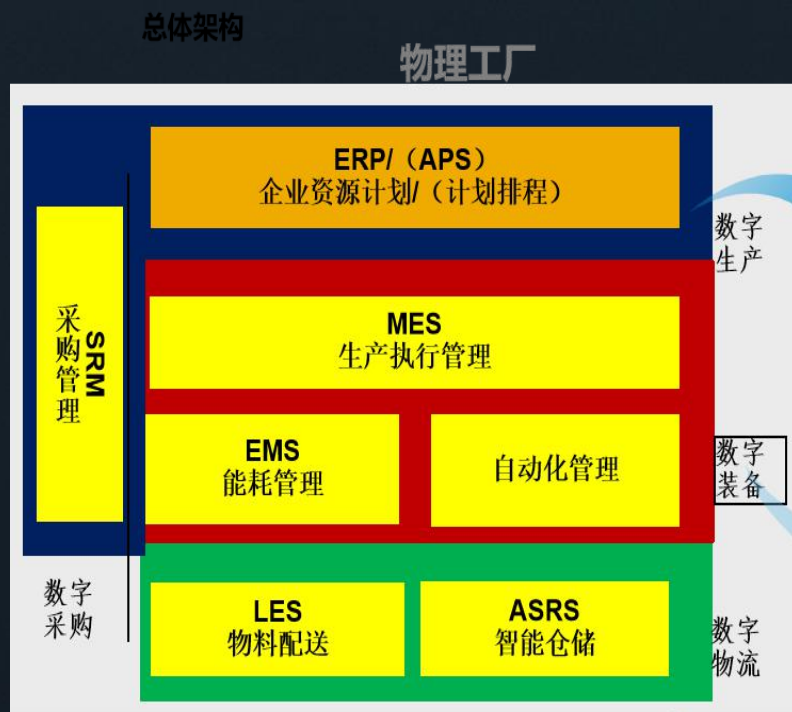 总体架构
物理工厂
ERP/（APS）
企业资源计划/（计划排程）
数字
生产
SRM
采购管理
MES
生产执行管理
EMS
能耗管理
自动化管理
数字
装备
数字
采购
LES
物料配送
ASRS
智能仓储
数字
物流